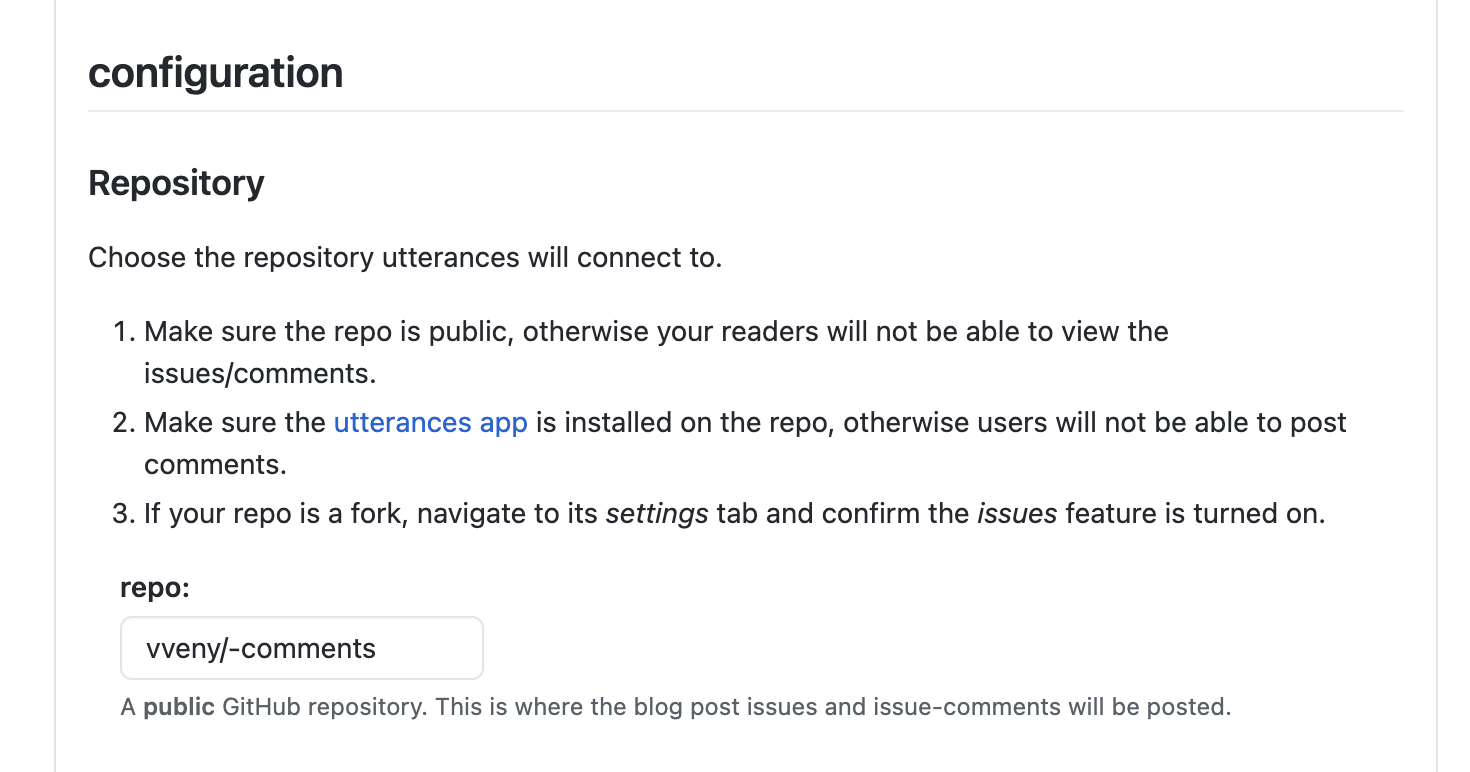 configuration
Repository
Choose the repository utterances will connect to.
1. Make sure the repo is public, otherwise your readers will not be able to view the
issues/comments.
2. Make sure the utterances app is installed on the repo, otherwise users will not be able to post
comments.
3. If your repo is a fork, navigate to its settings tab and confirm the issues feature is turned on.
repo:
vveny/-comments
A public GitHub repository. This is where the blog post issues and issue-comments will be posted.